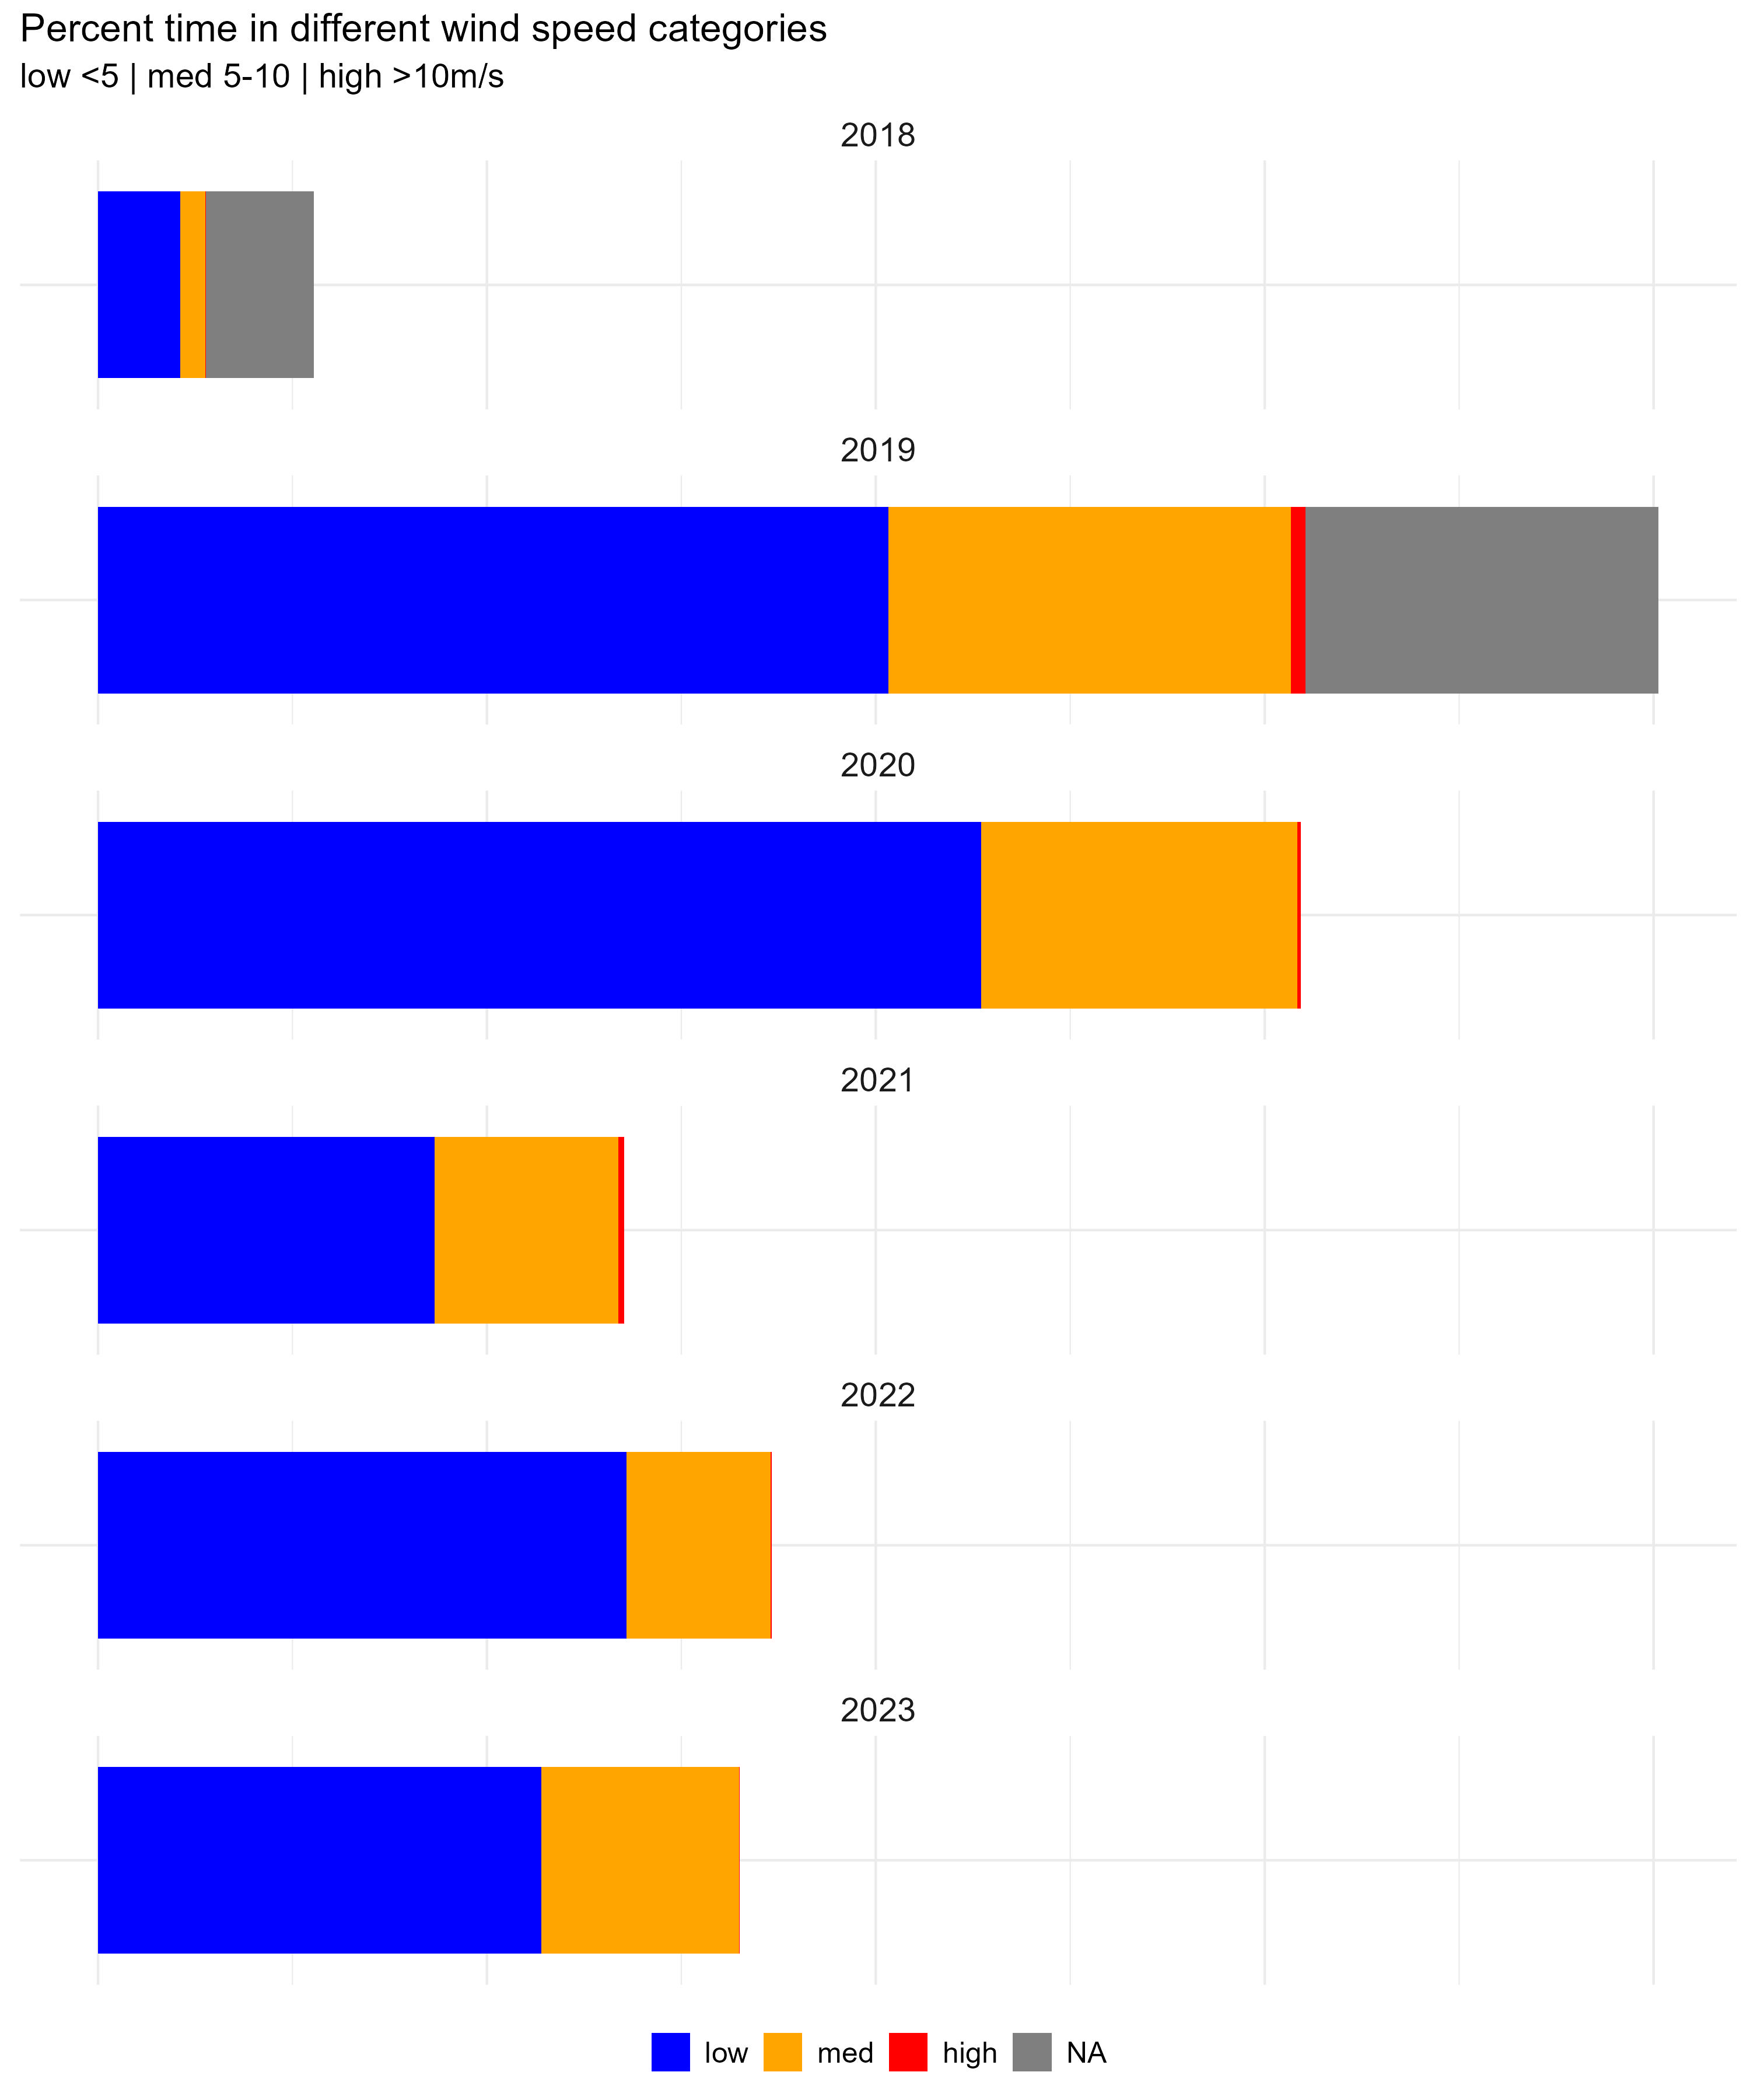 Percent time in different wind speed categories
low <5 | med 5-10 | high >10m/s
2018
2019
2020
2021
2022
2023
low med high NA